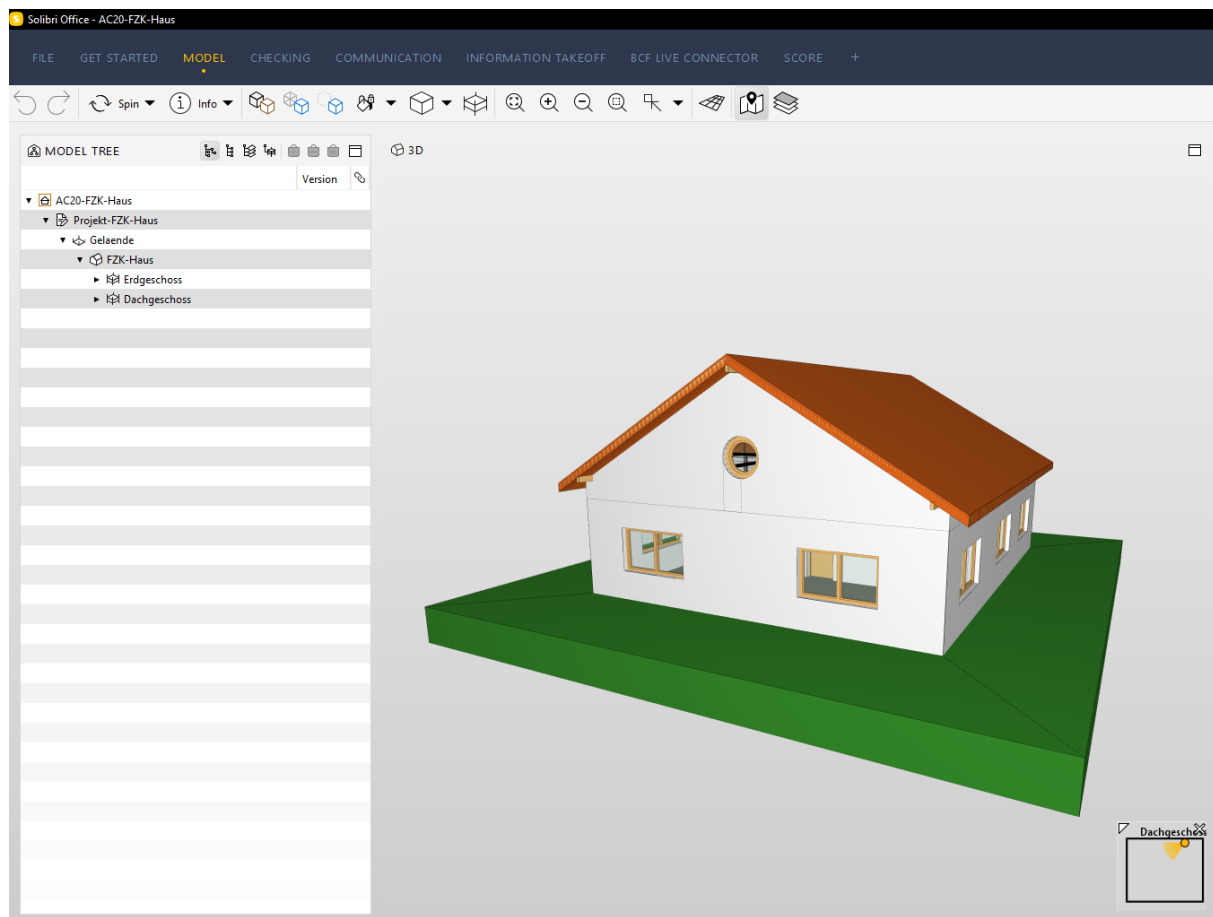 S Solibri Office - AC20-FZK-Haus
FILE GET STARTED MODEL CHECKING COMMUNICATION INFORMATION TAKEOFF BCF LIVE CONNECTOR SCORE +
Spin Info
MODEL TREE
3D
Version
AC20-FZK-Haus
Projekt-FZK-Haus
Gelaende
FZK-Haus
Erdgeschoss
Dachgeschoss
Dachgeschoss